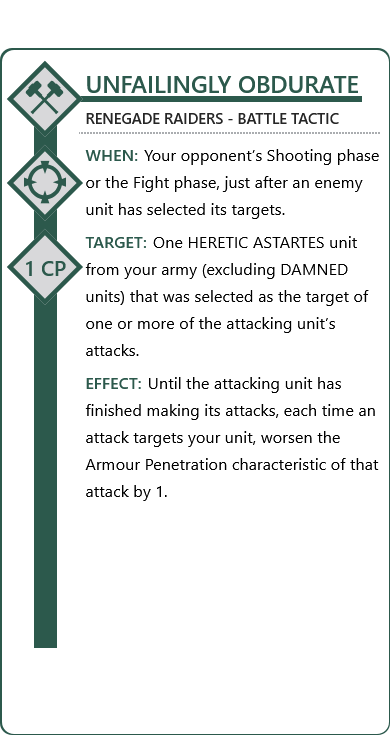 UNFAILINGLY OBDURATE
RENEGADE RAIDERS - BATTLE TACTIC
WHEN: Your opponent's Shooting phase
or the Fight phase, just after an enemy
unit has selected its targets.
TARGET: One HERETIC ASTARTES unit
from your army (excluding DAMNED
units) that was selected as the target of
one or more of the attacking unit's
attacks.
1 CP
EFFECT: Until the attacking unit has
finished making its attacks, each time an
attack targets your unit, worsen the
Armour Penetration characteristic of that
attack by 1.